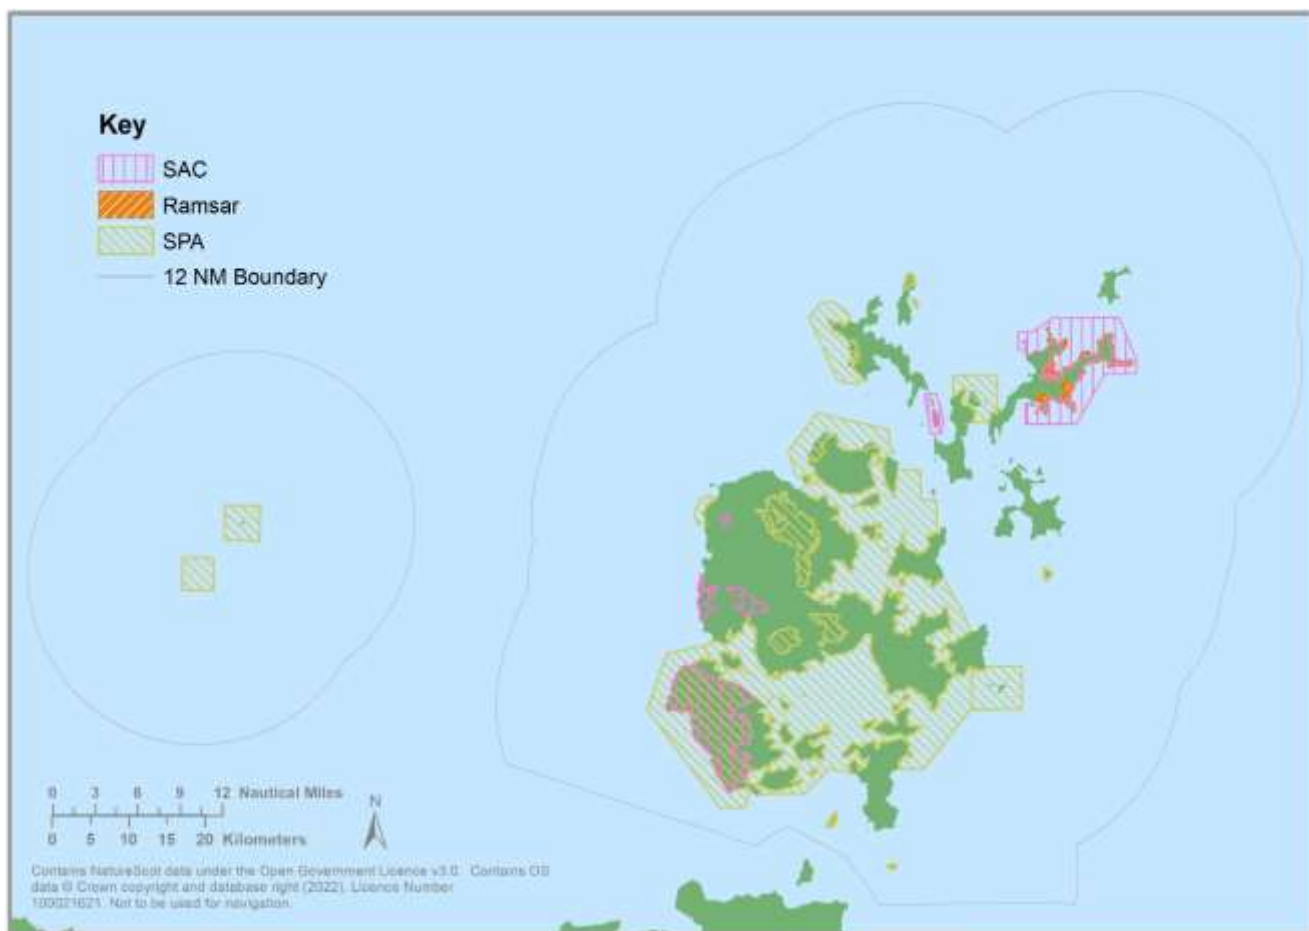 Key
SAC
Ramsar
SPA
12 NM Boundary
0 3 6 9 12 Nautical Miles
0 5 10 15 20 Kilometers
N
Contains NatureScot data under the Open Government Licence v3.0. Contains OS
data © Crown copyright and database right (2022). Licence Number
100021621. Not to be used for navigation.